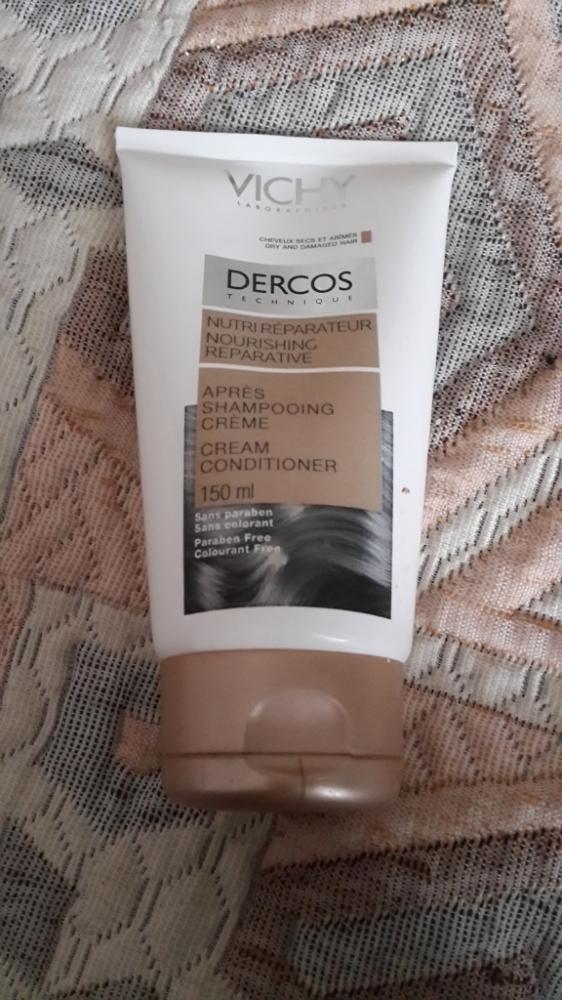 VICHY
LABORATOIRES
CHEVEUX SECS ET ABÎMÉS
DRY AND DAMAGED HAIR
DERCOS
TECHNIQUE
NUTRI RÉPARATEUR
NOURISHING
REPARATIVE
APRÈS
SHAMPOOING
CRÈME
CREAM
CONDITIONER
150 ml
Sans paraben
Sans colorant
Paraben Free
Colourant Free